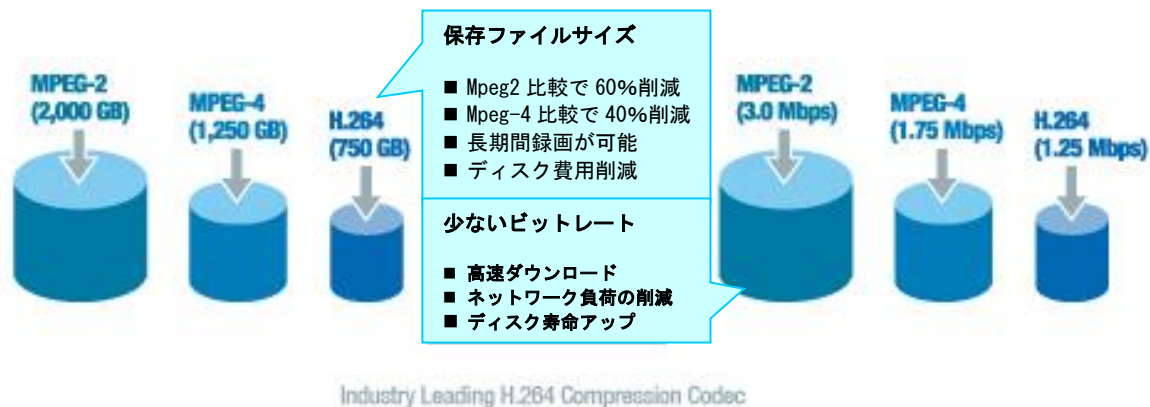 MPEG-2
(2,000 GB)
MPEG-4
(1,250 GB)
H.264
(750 GB)
保存ファイルサイズ
■ Mpeg2 比較で 60%削減
■ Mpeg-4 比較で 40%削減
■ 長期間録画が可能
■ ディスク費用削減
少ないビットレート
■ 高速ダウンロード
■ ネットワーク負荷の削減
■ ディスク寿命アップ
MPEG-2
(3.0 Mbps)
MPEG-4
(1.75 Mbps)
H.264
(1.25 Mbps)
Industry Leading H.264 Compression Codec